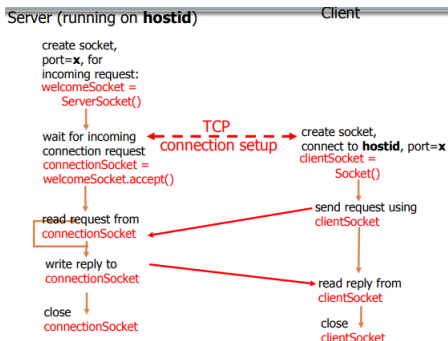 Server (running on hostid)
Client
create socket,
port=x, for
incoming request:
welcomeSocket =
ServerSocket()
wait for incoming
connection request
connectionSocket =
welcomeSocket.accept()
TCP
connection setup
create socket,
connect to hostid, port=x
clientSocket =
Socket()
read request from
connectionSocket
send request using
clientSocket
write reply to
connectionSocket
read reply from
clientSocket
close
connectionSocket
close
clientSocket